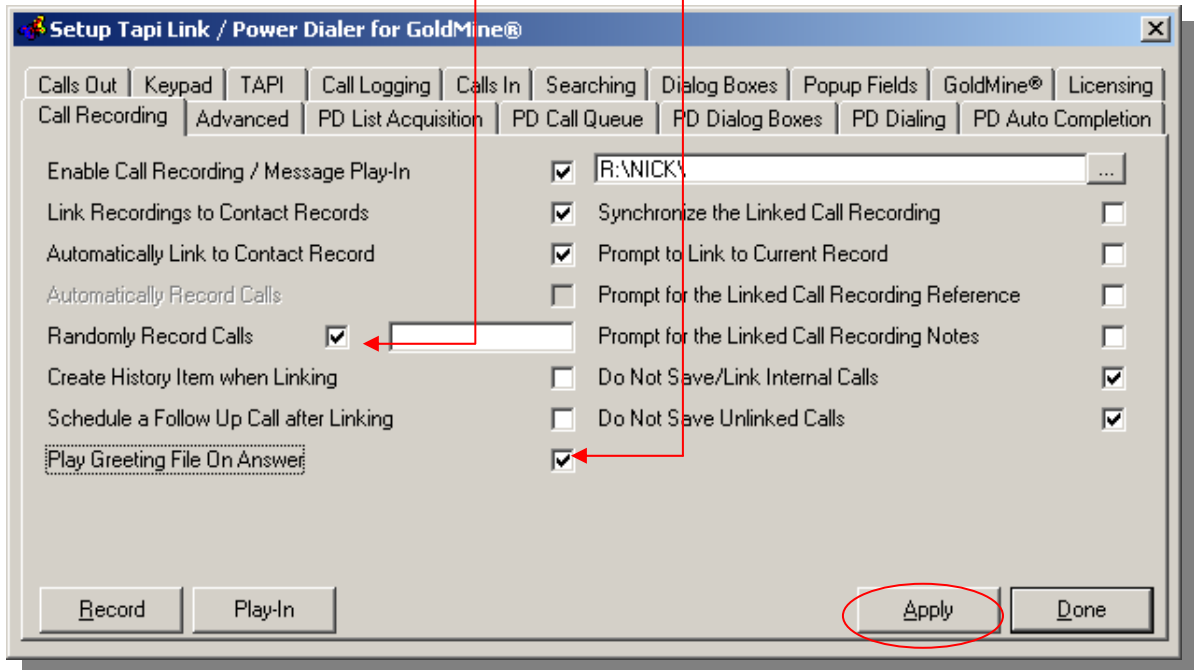 Setup Tapi Link / Power Dialer for GoldMine®
Calls Out Keypad TAPI Call Logging Calls In Searching Dialog Boxes Popup Fields GoldMine® Licensing
Call Recording Advanced PD List Acquisition PD Call Queue PD Dialog Boxes PD Dialing PD Auto Completion
Enable Call Recording / Message Play-In R:\NICK\ ...
Link Recordings to Contact Records Synchronize the Linked Call Recording
Automatically Link to Contact Record Prompt to Link to Current Record
Automatically Record Calls Prompt for the Linked Call Recording Reference
Randomly Record Calls Prompt for the Linked Call Recording Notes
Create History Item when Linking Do Not Save/Link Internal Calls
Schedule a Follow Up Call after Linking Do Not Save Unlinked Calls
Play Greeting File On Answer
Record Play-In Apply Done